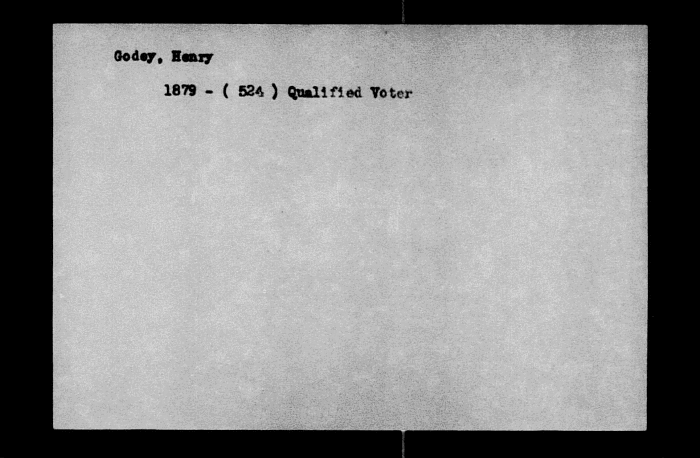 Godey, Henry
1879 - ( 524 ) Qualified Voter